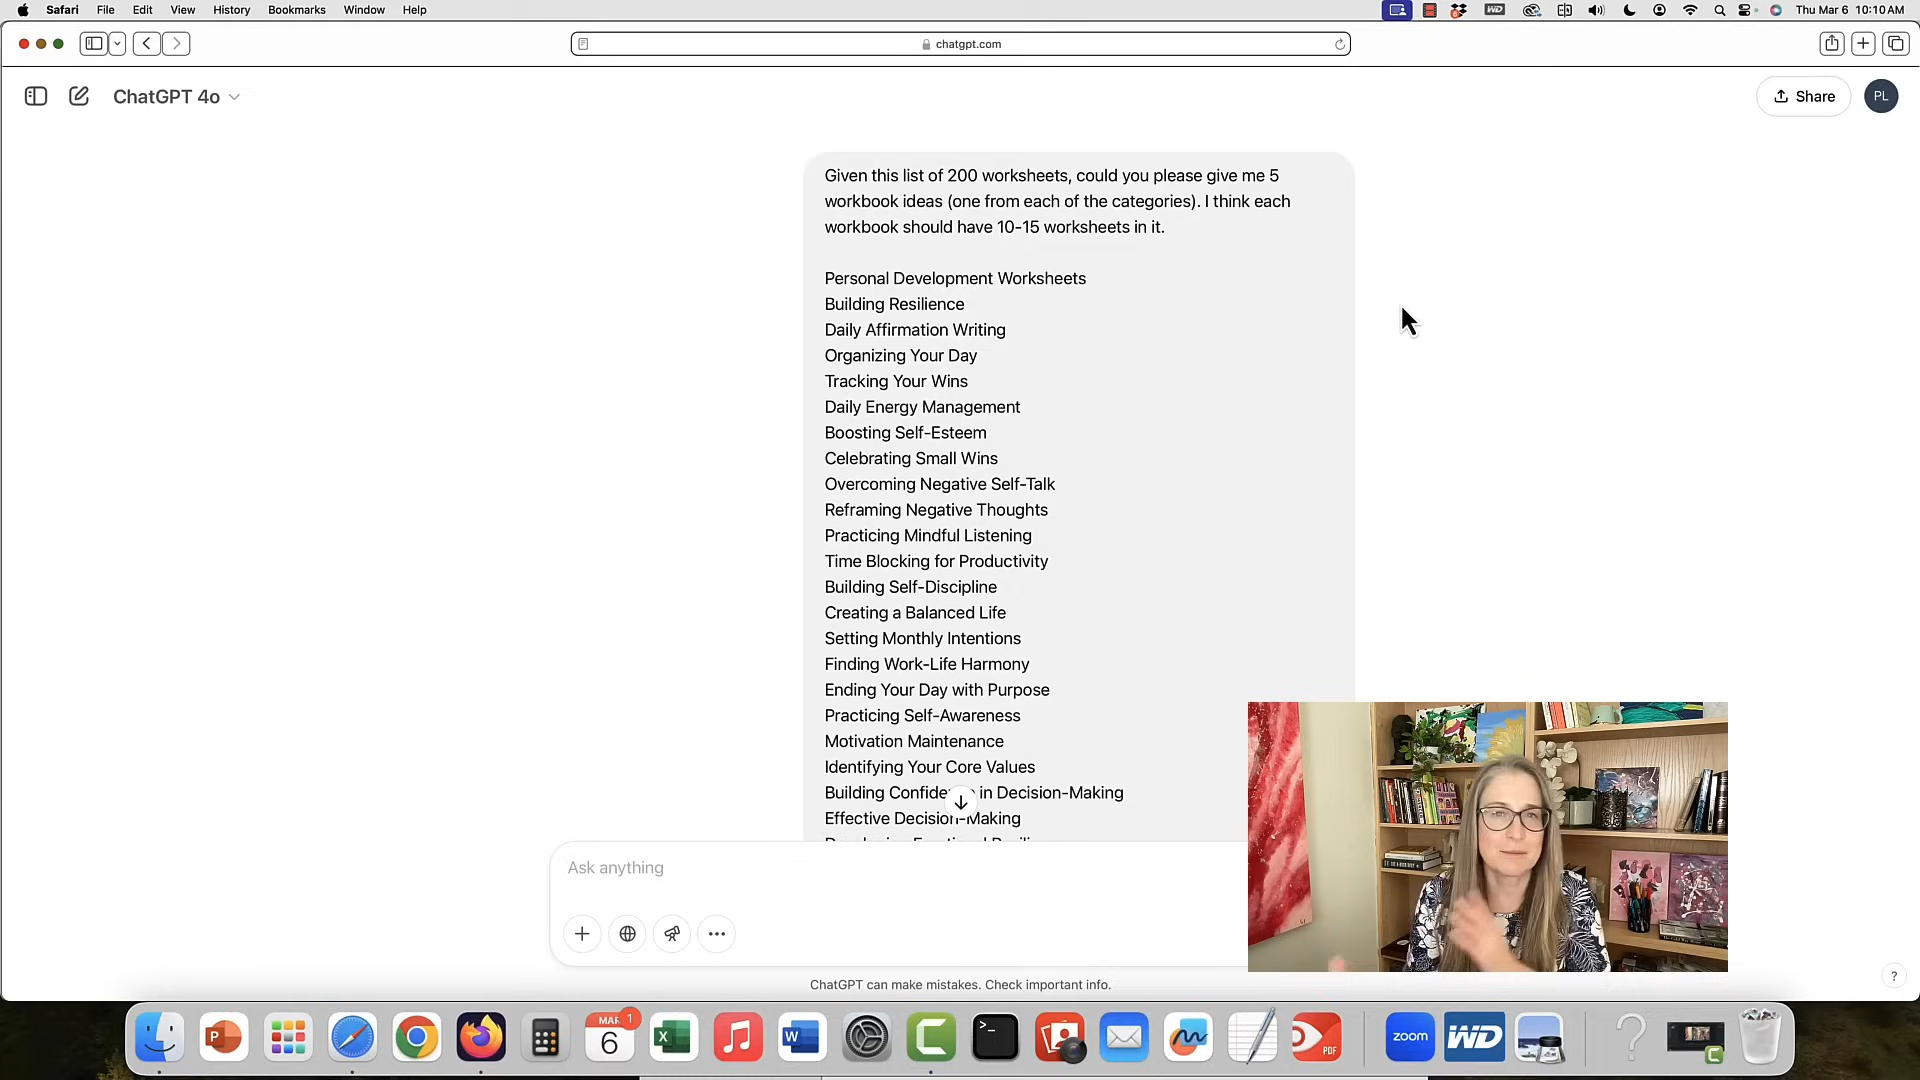 Safari File Edit View History Bookmarks Window Help
WD
Thu Mar 6 10:10 AM
chatgpt.com
ChatGPT 4o
Share
PL
Given this list of 200 worksheets, could you please give me 5
workbook ideas (one from each of the categories). I think each
workbook should have 10-15 worksheets in it.
Personal Development Worksheets
Building Resilience
Daily Affirmation Writing
Organizing Your Day
Tracking Your Wins
Daily Energy Management
Boosting Self-Esteem
Celebrating Small Wins
Overcoming Negative Self-Talk
Reframing Negative Thoughts
Practicing Mindful Listening
Time Blocking for Productivity
Building Self-Discipline
Creating a Balanced Life
Setting Monthly Intentions
Finding Work-Life Harmony
Ending Your Day with Purpose
Practicing Self-Awareness
Motivation Maintenance
Identifying Your Core Values
Building Confidence in Decision-Making
Effective Decision-Making
Ask anything
ChatGPT can make mistakes. Check important info.
?
MAR
1
6
P
X
W
C
>_
PDF
zoom
WD
?
C